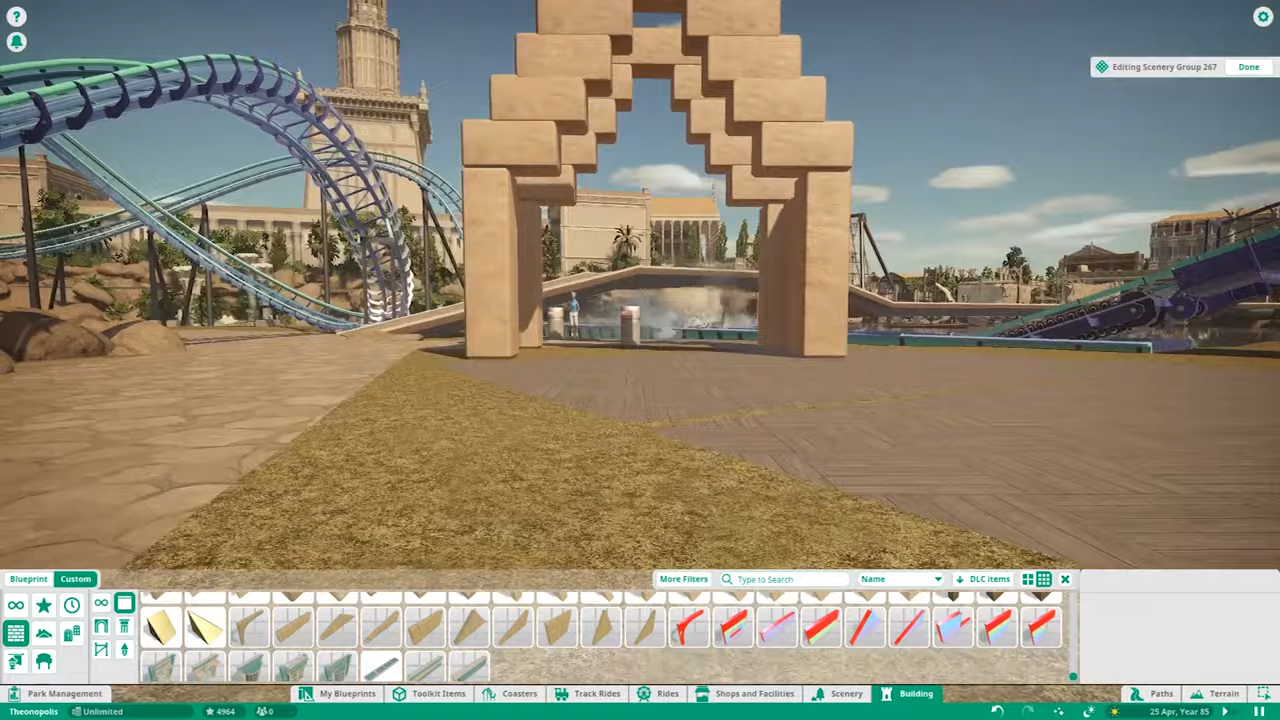 ?
Editing Scenery Group 267 Done
Blueprint Custom More Filters Type to Search Name DLC items
Park Management My Blueprints Toolkit Items Coasters Track Rides Rides Shops and Facilities Scenery Building Paths Terrain
Theonopolis Unlimited 4964 0 25 Apr, Year 85